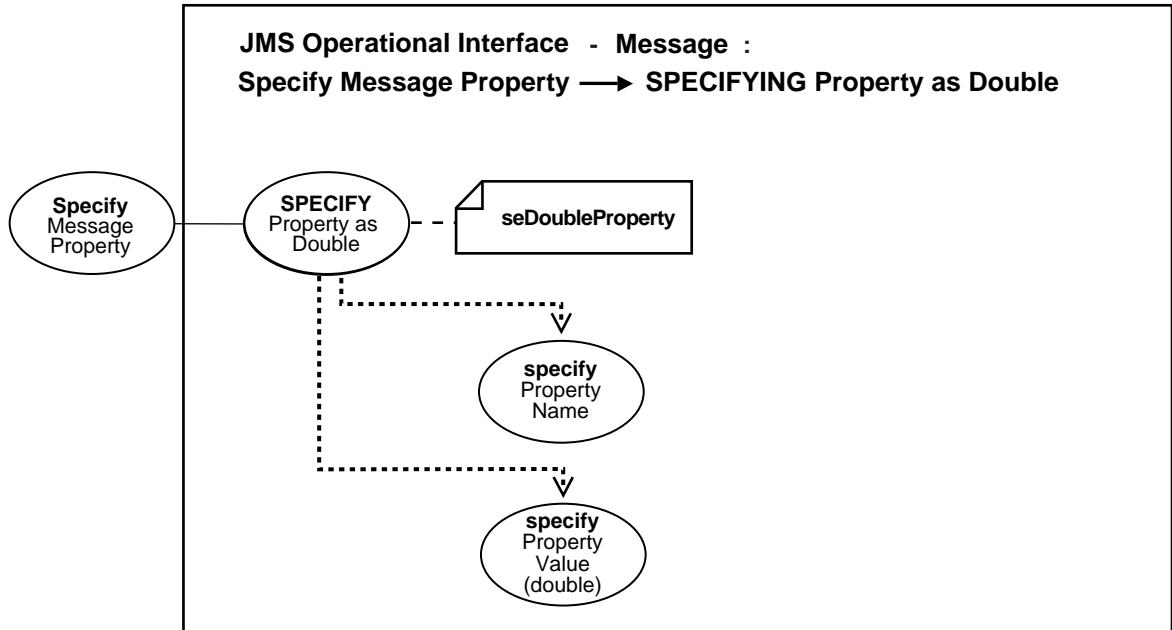 JMS Operational Interface - Message :
Specify Message Property → SPECIFYING Property as Double
Specify
Message
Property
SPECIFY
Property as
Double
seDoubleProperty
specify
Property
Name
specify
Property
Value
(double)